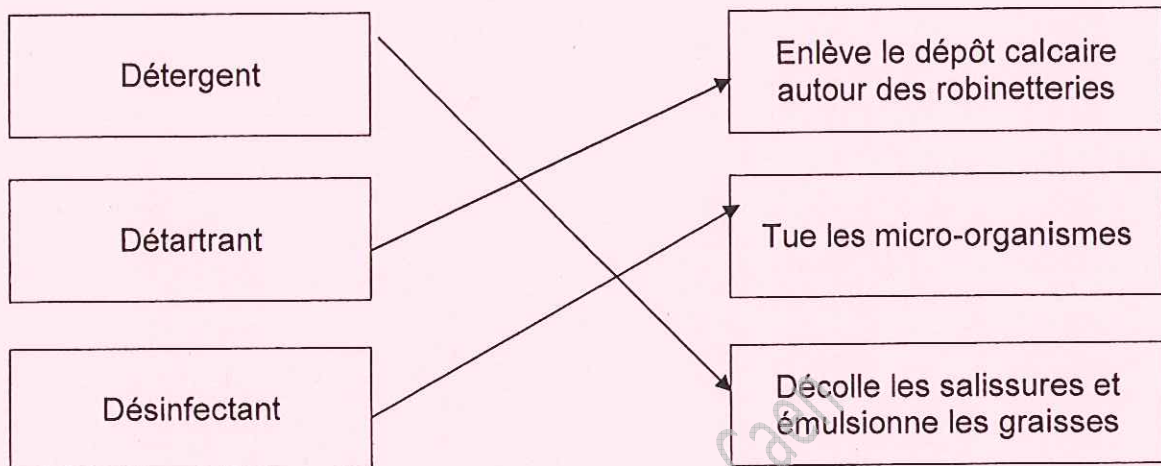 Détergent
Enlève le dépôt calcaire
autour des robinetteries
Détartrant
Tue les micro-organismes
Désinfectant
Décolle les salissures et
émulsionne les graisses
Caen